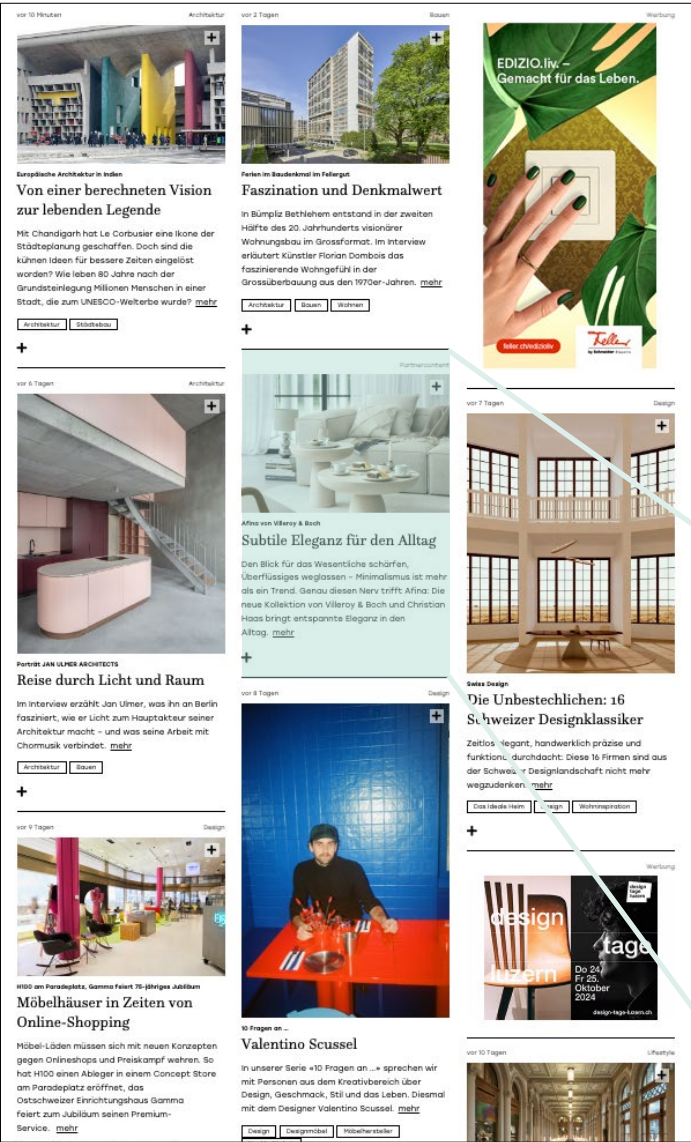 vor 10 Minuten
Architektur
Europäische Architektur in Indien
Von einer berechneten Vision
zur lebenden Legende
Mit Chandigarh hat Le Corbusier eine Ikone der
Städteplanung geschaffen. Doch sind die
kühnen Ideen für bessere Zeiten eingelöst
worden? Wie leben 80 Jahre nach der
Grundsteinlegung Millionen Menschen in einer
Stadt, die zum UNESCO-Welterbe wurde? mehr
Architektur Städtebau
+
vor 6 Tagen
Architektur
Porträt JAN ULMER ARCHITECTS
Reise durch Licht und Raum
Im Interview erzählt Jan Ulmer, was ihn an Berlin
fasziniert, wie er Licht zum Hauptakteur seiner
Architektur macht – und was seine Arbeit mit
Chormusik verbindet. mehr
Architektur Bauen
+
vor 9 Tagen
Design
H100 am Paradeplatz, Gamma feiert 75-jähriges Jubiläum
Möbelhäuser in Zeiten von
Online-Shopping
Möbel-Läden müssen sich mit neuen Konzepten
gegen Onlineshops und Preiskampf wehren. So
hat H100 einen Ableger in einem Concept Store
am Paradeplatz eröffnet, das
Ostschweizer Einrichtungshaus Gamma
feiert zum Jubiläum seinen Premium-
Service. mehr
vor 2 Tagen
Bauen
Ferien im Baudenkmal im Fellergut
Faszination und Denkmalwert
In Bümpliz Bethlehem entstand in der zweiten
Hälfte des 20. Jahrhunderts visionärer
Wohnungsbau im Grossformat. Im Interview
erläutert Künstler Florian Dombois das
faszinierende Wohngefühl in der
Grossüberbauung aus den 1970er-Jahren. mehr
Architektur Bauen Wohnen
+
Partnercontent
Afina von Villeroy & Boch
Subtile Eleganz für den Alltag
Den Blick für das Wesentliche schärfen,
Überflüssiges weglassen – Minimalismus ist mehr
als ein Trend. Genau diesen Nerv trifft Afina: Die
neue Kollektion von Villeroy & Boch und Christian
Haas bringt entspannte Eleganz in den
Alltag. mehr
+
vor 8 Tagen
Design
10 Fragen an ...
Valentino Scussel
In unserer Serie «10 Fragen an ...» sprechen wir
mit Personen aus dem Kreativbereich über
Design, Geschmack, Stil und das Leben. Diesmal
mit dem Designer Valentino Scussel. mehr
Design Designmöbel Möbelhersteller
Werbung
EDIZIO.liv. –
Gemacht für das Leben.
feller.ch/edizioliv
Feller
by Schneider Electric
vor 7 Tagen
Design
Swiss Design
Die Unbestechlichen: 16
Schweizer Designklassiker
Zeitlos elegant, handwerklich präzise und
funktional durchdacht: Diese 16 Firmen sind aus
der Schweizer Designlandschaft nicht mehr
wegzudenken. mehr
Das Ideale Heim Design Wohninspiration
+
Werbung
design
tage
luzern
design
tage
luzern
Do 24,
Fr 25.
Oktober
2024
design-tage-luzern.ch
vor 10 Tagen
Lifestyle